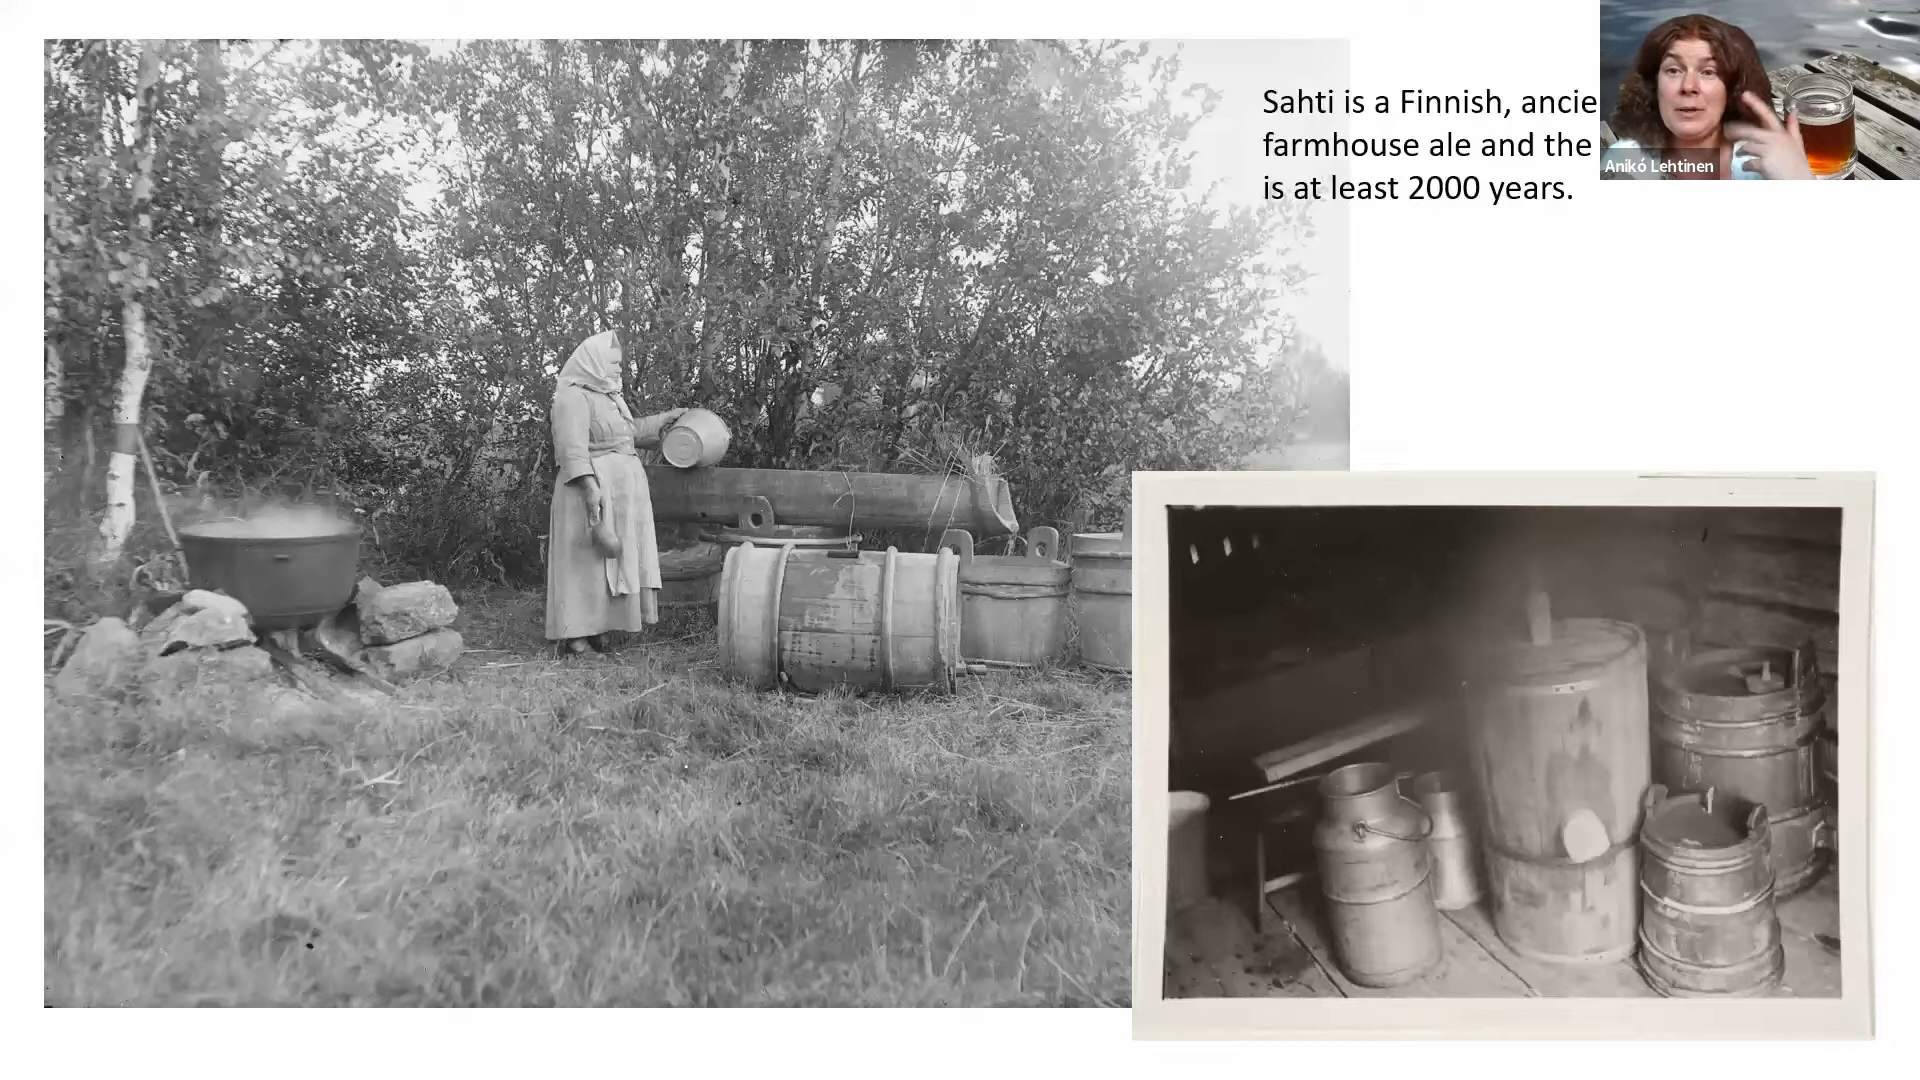 Sahti is a Finnish, ancie
farmhouse ale and the
is at least 2000 years.
Anikó Lehtinen